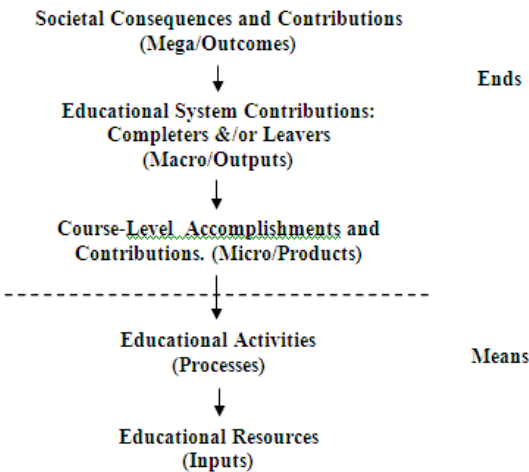 Societal Consequences and Contributions
(Mega/Outcomes)
Ends
Educational System Contributions:
Completers &/or Leavers
(Macro/Outputs)
Course-Level Accomplishments and
Contributions. (Micro/Products)
Educational Activities
(Processes)
Means
Educational Resources
(Inputs)